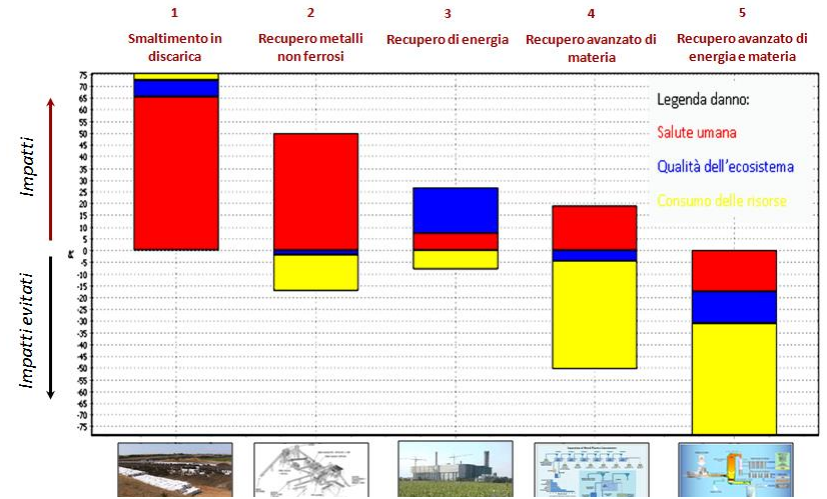 1
Smaltimento in
discarica
2
Recupero metalli
non ferrosi
3
Recupero di energia
4
Recupero avanzato di
materia
5
Recupero avanzato di
energia e materia
Impatti
Impatti evitati
75
70
65
60
55
50
45
40
35
30
25
20
15
10
5
0
-5
-10
-15
-20
-25
-30
-35
-40
-45
-50
-55
-60
-65
-70
-75
Pt
Legenda danno:
Salute umana
Qualità dell'ecosistema
Consumo delle risorse